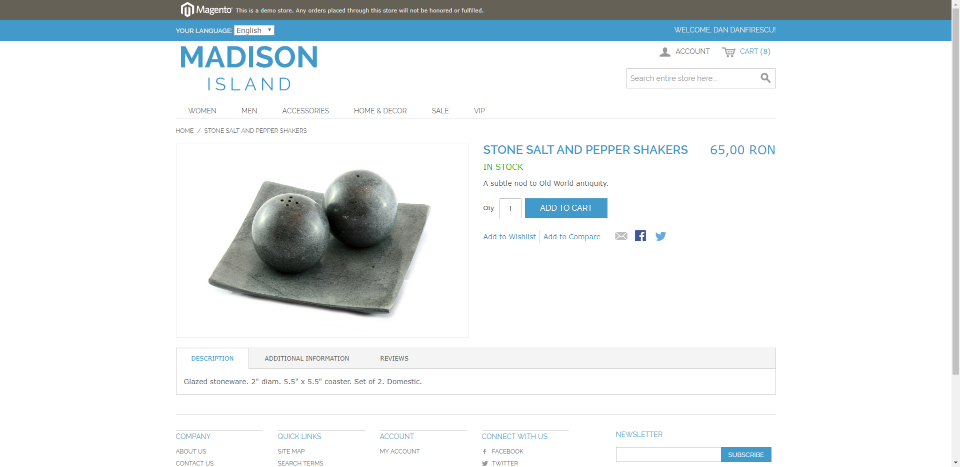 Magento This is a demo store. Any orders placed through this store will not be honored or fulfilled.
YOUR LANGUAGE: English WELCOME, DAN DANFIRESCU!
MADISON
ISLAND
ACCOUNT CART (8)
Search entire store here...
WOMEN MEN ACCESSORIES HOME & DECOR SALE VIP
HOME / STONE SALT AND PEPPER SHAKERS
STONE SALT AND PEPPER SHAKERS 65,00 RON
IN STOCK
A subtle nod to Old World antiquity.
Qty 1 ADD TO CART
Add to Wishlist Add to Compare
DESCRIPTION ADDITIONAL INFORMATION REVIEWS
Glazed stoneware. 2" diam. 5.5" x 5.5" coaster. Set of 2. Domestic.
COMPANY QUICK LINKS ACCOUNT CONNECT WITH US NEWSLETTER
ABOUT US SITE MAP MY ACCOUNT FACEBOOK SUBSCRIBE
CONTACT US SEARCH TERMS TWITTER